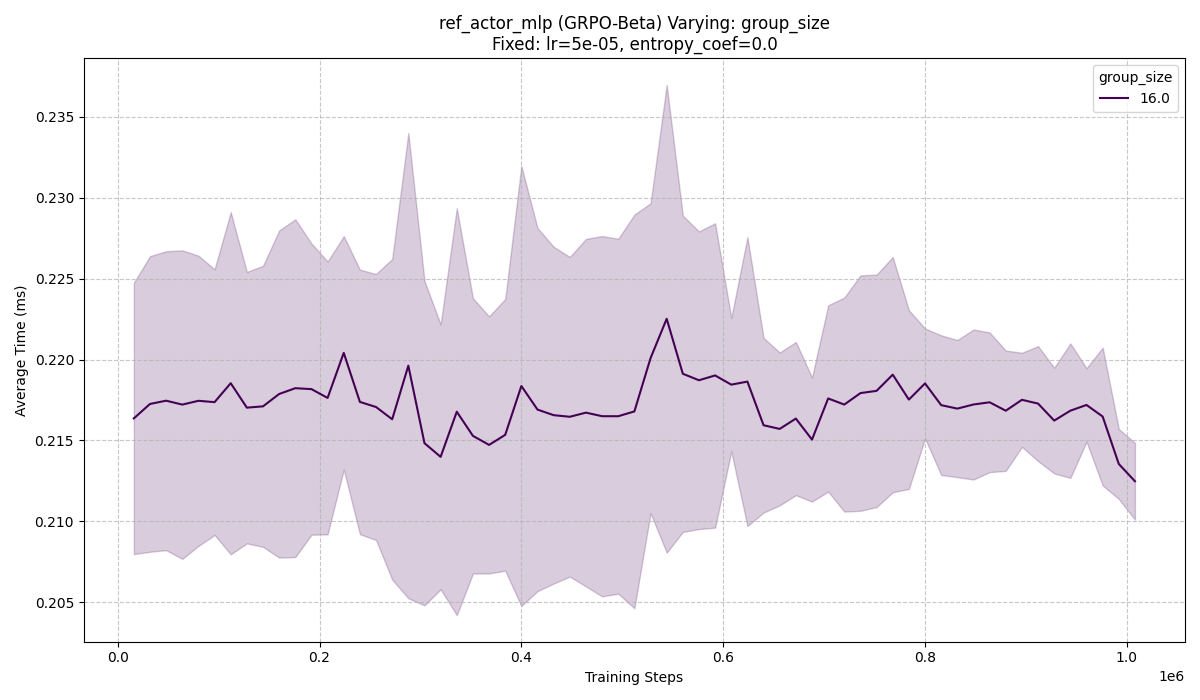 ref_actor_mlp (GRPO-Beta) Varying: group_size
Fixed: lr=5e-05, entropy_coef=0.0
group_size
16.0
Average Time (ms)
0.235
0.230
0.225
0.220
0.215
0.210
0.205
0.0 0.2 0.4 0.6 0.8 1.0
1e6
Training Steps